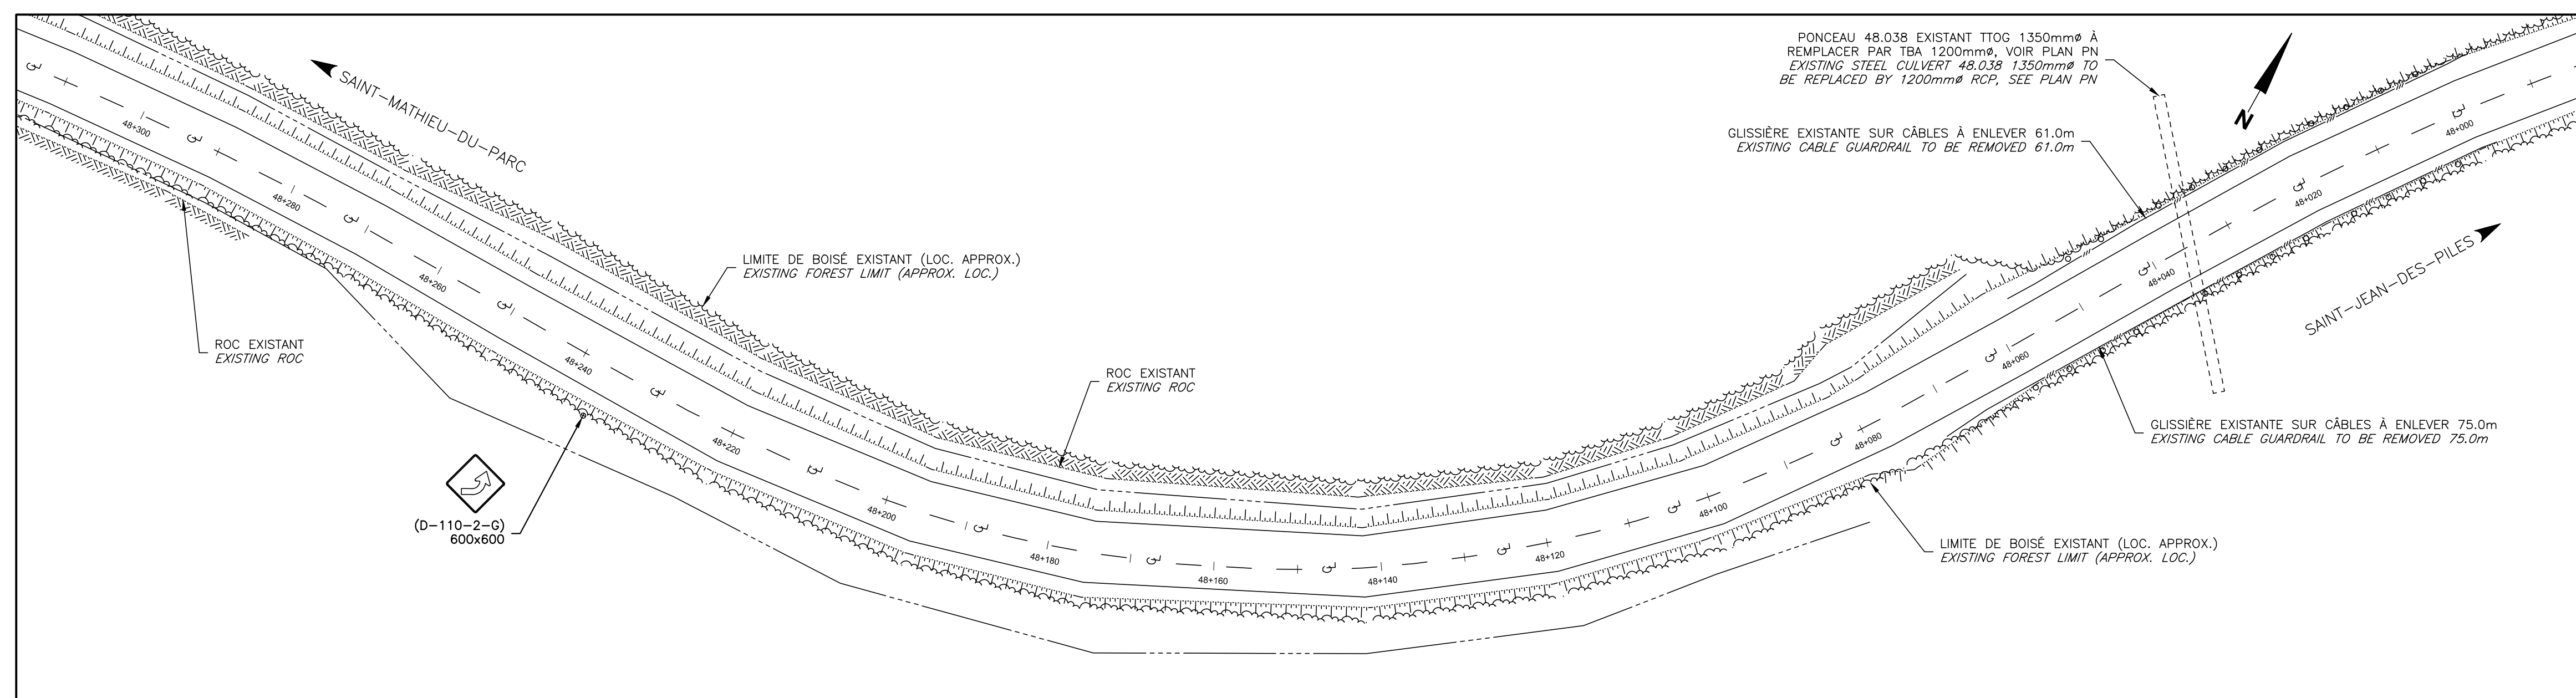 PONCEAU 48.038 EXISTANT TTOG 1350mmø À
REMPLACER PAR TBA 1200mmø, VOIR PLAN PN
EXISTING STEEL CULVERT 48.038 1350mmø TO
BE REPLACED BY 1200mmø RCP, SEE PLAN PN
N
GLISSIÈRE EXISTANTE SUR CÂBLES À ENLEVER 61.0m
EXISTING CABLE GUARDRAIL TO BE REMOVED 61.0m
SAINT-MATHIEU-DU-PARC
SAINT-JEAN-DES-PILES
LIMITE DE BOISÉ EXISTANT (LOC. APPROX.)
EXISTING FOREST LIMIT (APPROX. LOC.)
ROC EXISTANT
EXISTING ROC
ROC EXISTANT
EXISTING ROC
GLISSIÈRE EXISTANTE SUR CÂBLES À ENLEVER 75.0m
EXISTING CABLE GUARDRAIL TO BE REMOVED 75.0m
(D-110-2-G)
600x600
LIMITE DE BOISÉ EXISTANT (LOC. APPROX.)
EXISTING FOREST LIMIT (APPROX. LOC.)
48+300
48+280
48+260
48+240
48+220
48+200
48+180
48+160
48+140
48+120
48+100
48+080
48+060
48+040
48+020
48+000